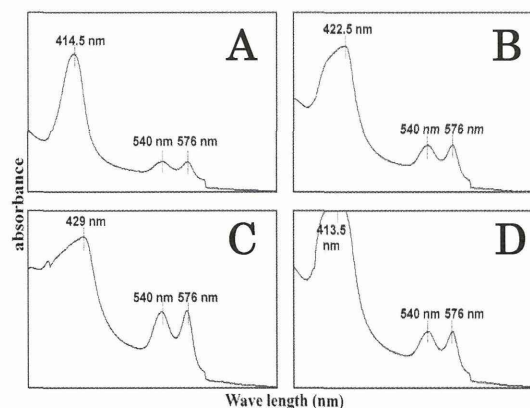 414.5 nm
A
540 nm 576 nm
422.5 nm
B
540 nm 576 nm
429 nm
C
540 nm 576 nm
413.5
nm
D
540 nm 576 nm
absorbance
Wave length (nm)